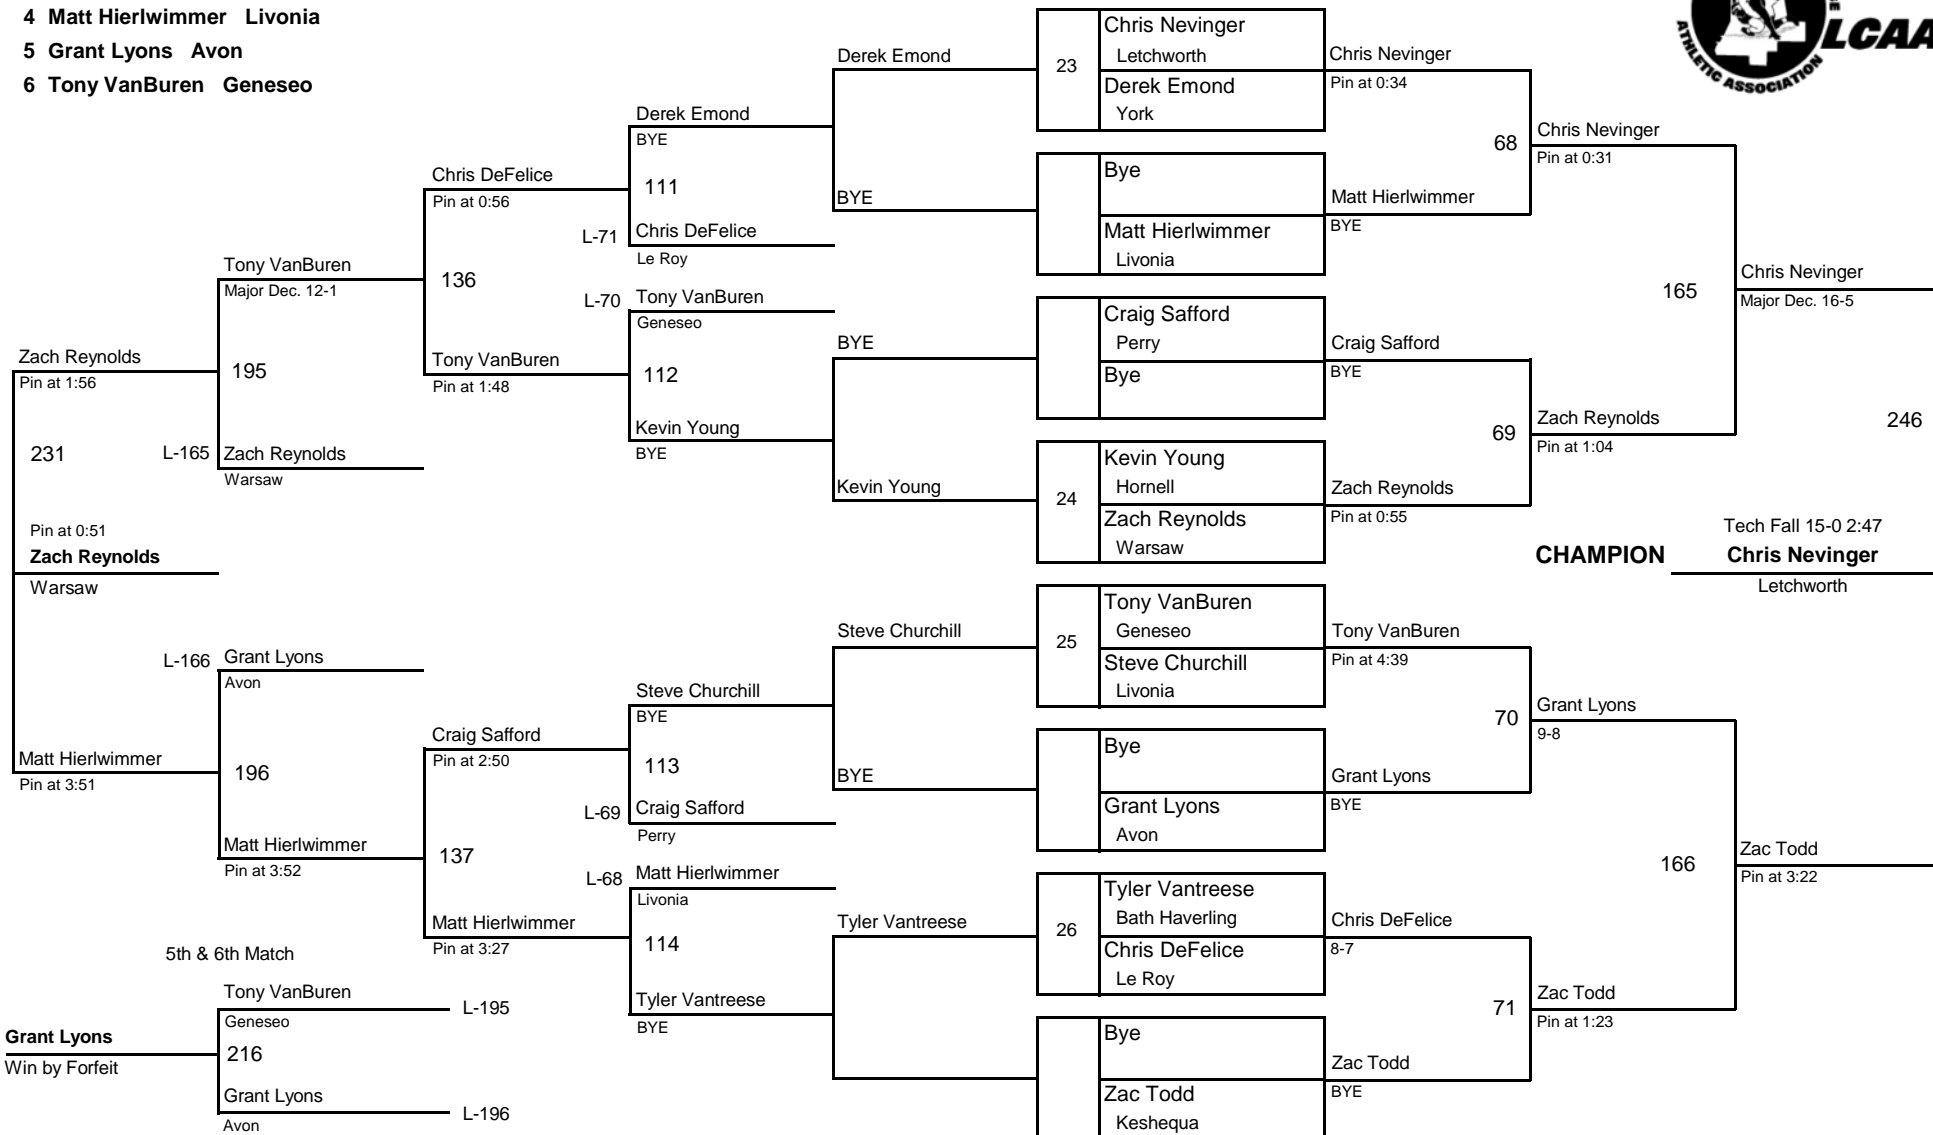 4 Matt Hierlwimmer Livonia
5 Grant Lyons Avon
6 Tony VanBuren Geneseo
ATHLETIC ASSOCIATION
LCAA
Zach Reynolds
Pin at 1:56
231
Pin at 0:51
Zach Reynolds
Warsaw
Matt Hierlwimmer
Pin at 3:51
5th & 6th Match
Grant Lyons
Win by Forfeit
Tony VanBuren
Major Dec. 12-1
195
L-165 Zach Reynolds
Warsaw
L-166 Grant Lyons
Avon
196
Matt Hierlwimmer
Pin at 3:52
Tony VanBuren L-195
Geneseo
216
Grant Lyons L-196
Avon
Chris DeFelice
Pin at 0:56
136
Tony VanBuren
Pin at 1:48
Craig Safford
Pin at 2:50
137
Matt Hierlwimmer
Pin at 3:27
Derek Emond
BYE
111
L-71 Chris DeFelice
Le Roy
L-70 Tony VanBuren
Geneseo
112
Kevin Young
BYE
Steve Churchill
BYE
113
L-69 Craig Safford
Perry
L-68 Matt Hierlwimmer
Livonia
114
Tyler Vantreese
BYE
Derek Emond
BYE
BYE
Kevin Young
Steve Churchill
BYE
Tyler Vantreese
23
Chris Nevinger
Letchworth
Derek Emond
York
Bye
Matt Hierlwimmer
Livonia
Craig Safford
Perry
Bye
24
Kevin Young
Hornell
Zach Reynolds
Warsaw
25
Tony VanBuren
Geneseo
Steve Churchill
Livonia
Bye
Grant Lyons
Avon
26
Tyler Vantreese
Bath Haverling
Chris DeFelice
Le Roy
Bye
Zac Todd
Keshequa
Chris Nevinger
Pin at 0:34
68
Matt Hierlwimmer
BYE
Craig Safford
BYE
69
Zach Reynolds
Pin at 0:55
Tony VanBuren
Pin at 4:39
70
Grant Lyons
BYE
Chris DeFelice
8-7
71
Zac Todd
BYE
Chris Nevinger
Pin at 0:31
165
Zach Reynolds
Pin at 1:04
Grant Lyons
9-8
166
Zac Todd
Pin at 1:23
Chris Nevinger
Major Dec. 16-5
246
Tech Fall 15-0 2:47
CHAMPION Chris Nevinger
Letchworth
Zac Todd
Pin at 3:22